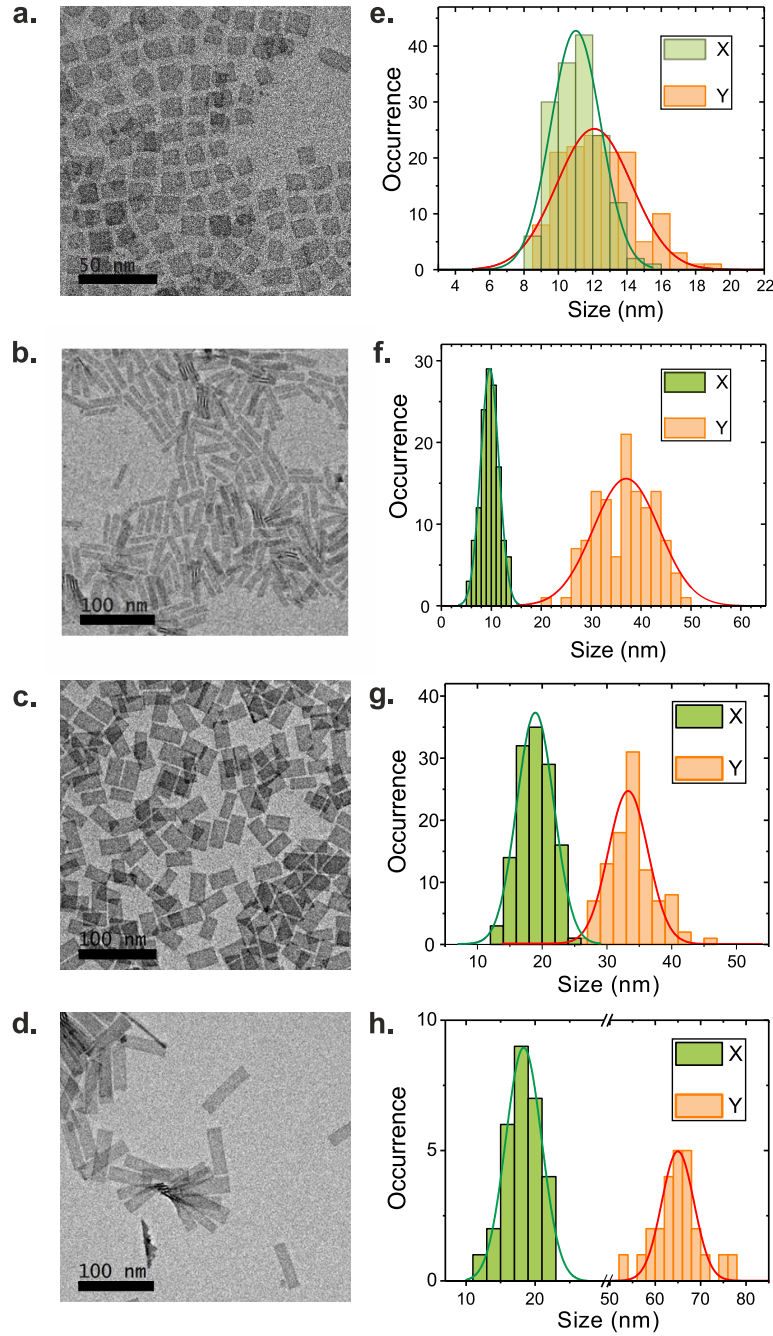 a.
50 nm
e.
X
Y
Occurrence
40
30
20
10
0
4 6 8 10 12 14 16 18 20 22
Size (nm)
b.
100 nm
f.
X
Y
Occurrence
30
20
10
0
0 10 20 30 40 50 60
Size (nm)
c.
100 nm
g.
X
Y
Occurrence
40
30
20
10
0
10 20 30 40 50
Size (nm)
d.
100 nm
h.
X
Y
Occurrence
10
5
0
10 20 50 60 70 80
Size (nm)